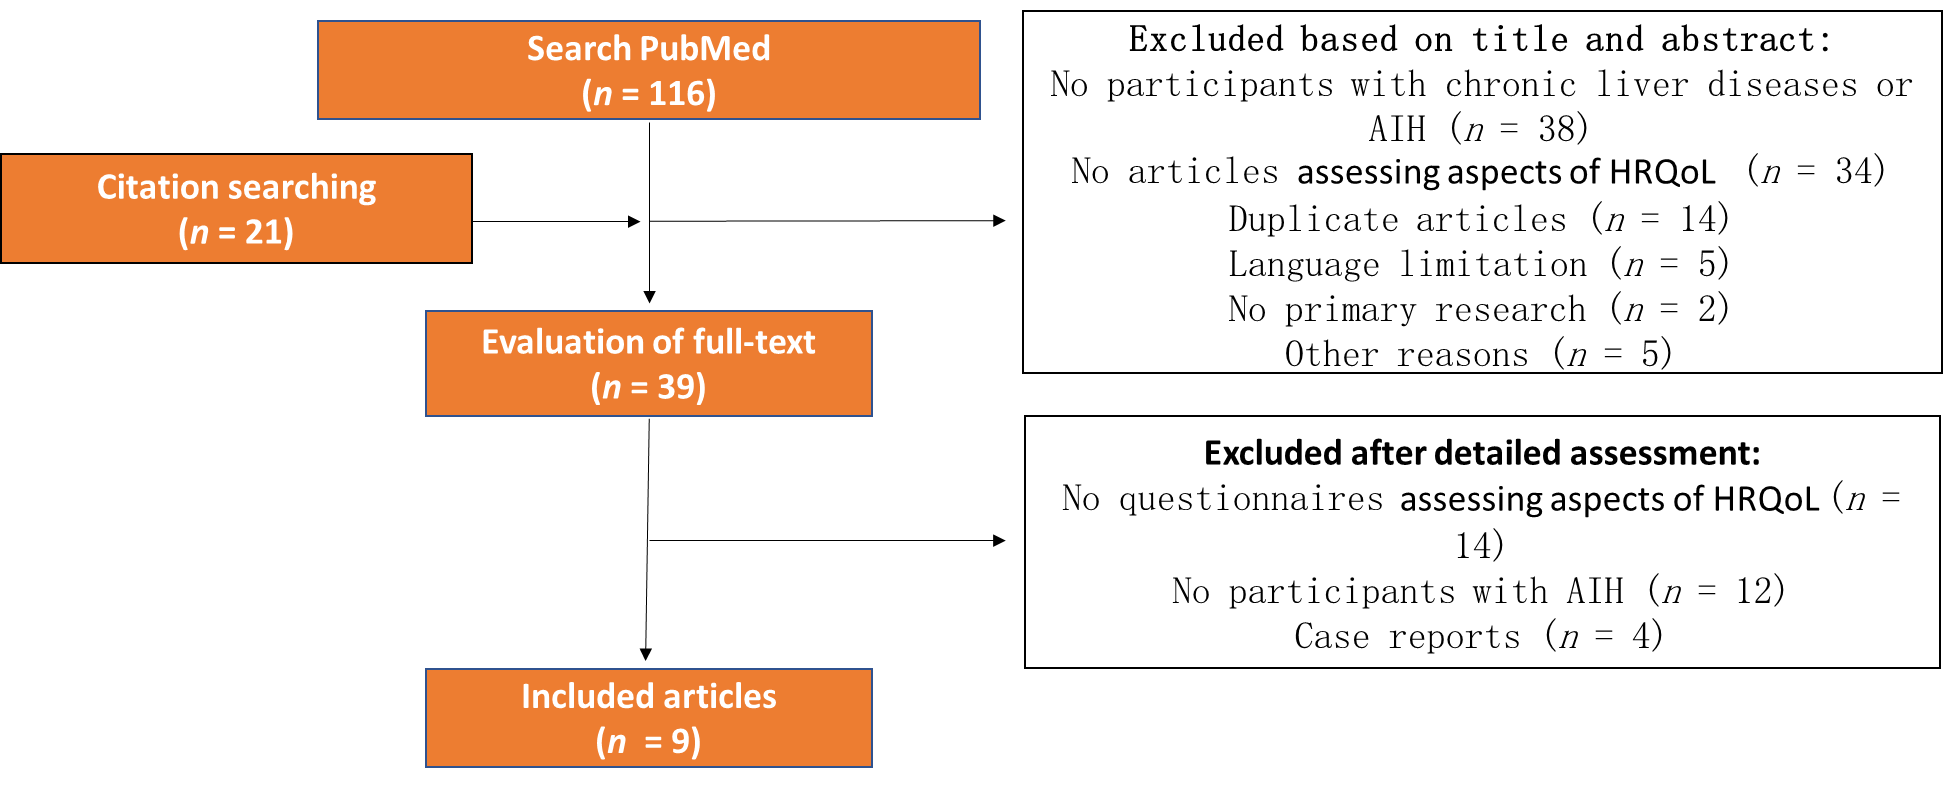 Search PubMed
(n = 116)
Citation searching
(n = 21)
Excluded based on title and abstract:
No participants with chronic liver diseases or
AIH (n = 38)
No articles assessing aspects of HRQoL (n = 34)
Duplicate articles (n = 14)
Language limitation (n = 5)
No primary research (n = 2)
Other reasons (n = 5)
Evaluation of full-text
(n = 39)
Excluded after detailed assessment:
No questionnaires assessing aspects of HRQoL (n =
14)
No participants with AIH (n = 12)
Case reports (n = 4)
Included articles
(n = 9)